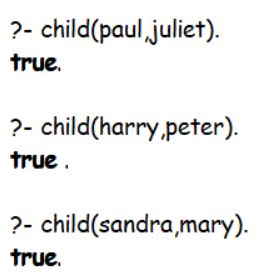 ?- child(paul,juliet).
true.
?- child(harry,peter).
true .
?- child(sandra,mary).
true.